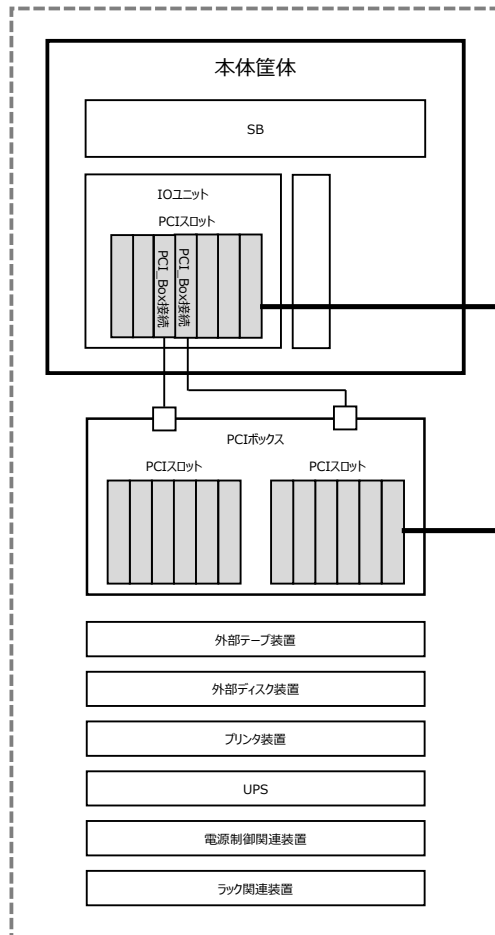 本体筐体
SB
IOユニット
PCIスロット
PCI_Box接続
PCI_Box接続
PCIボックス
PCIスロット
PCIスロット
外部テープ装置
外部ディスク装置
プリンタ装置
UPS
電源制御関連装置
ラック関連装置